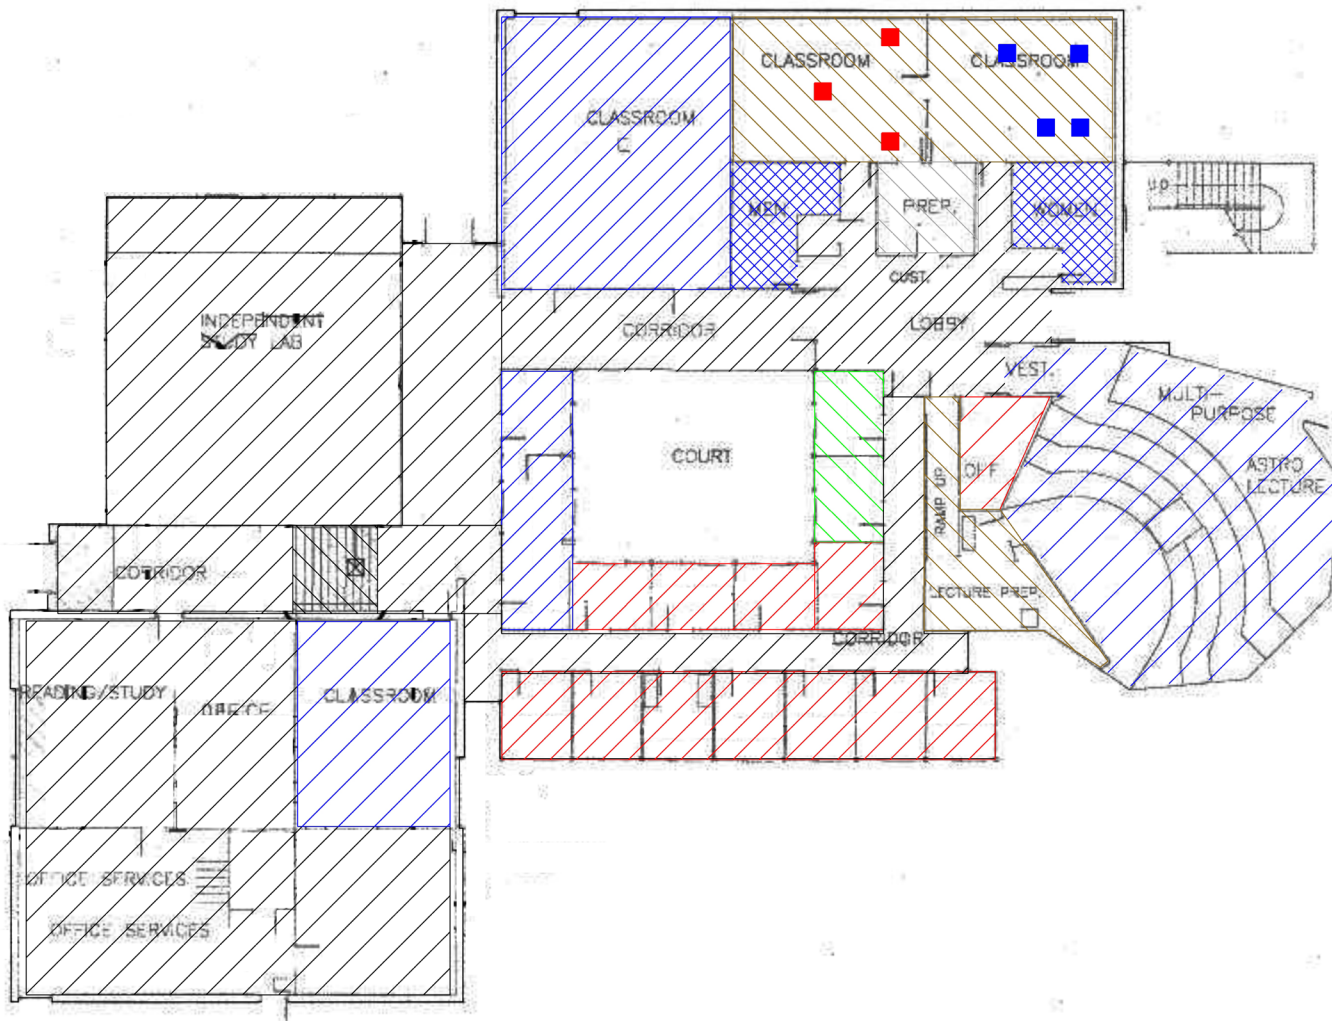 CLASSROOM
CLASSROOM
CLASSROOM
MEN
PREP.
WOMEN
UP
CUST.
INDEPENDENT
STUDY LAB
CORRIDOR
LOBBY
VEST.
MULTI-
PURPOSE
COURT
ASTRO
LECTURE
RAMP UP
CORRIDOR
LECTURE PREP.
CORRIDOR
READING/STUDY
OFFICE
CLASSROOM
OFFICE SERVICES
OFFICE SERVICES